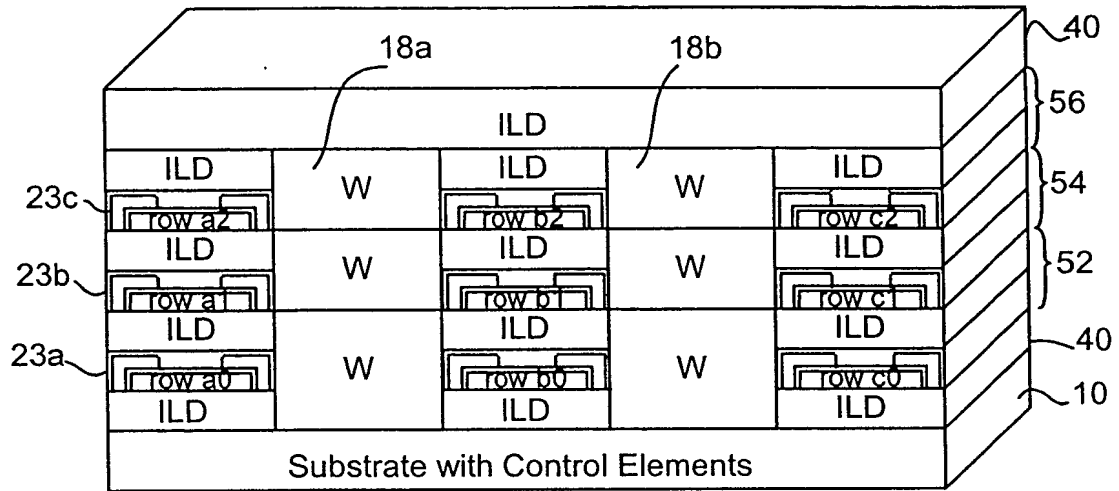 18a 18b 40
56
ILD
ILD ILD ILD
54
23c W W
row a2 row b2 row c2
ILD ILD ILD
52
23b W W
row a1 row b1 row c1
ILD ILD ILD
23a W W 40
row a0 row b0 row c0
ILD ILD ILD
10
Substrate with Control Elements